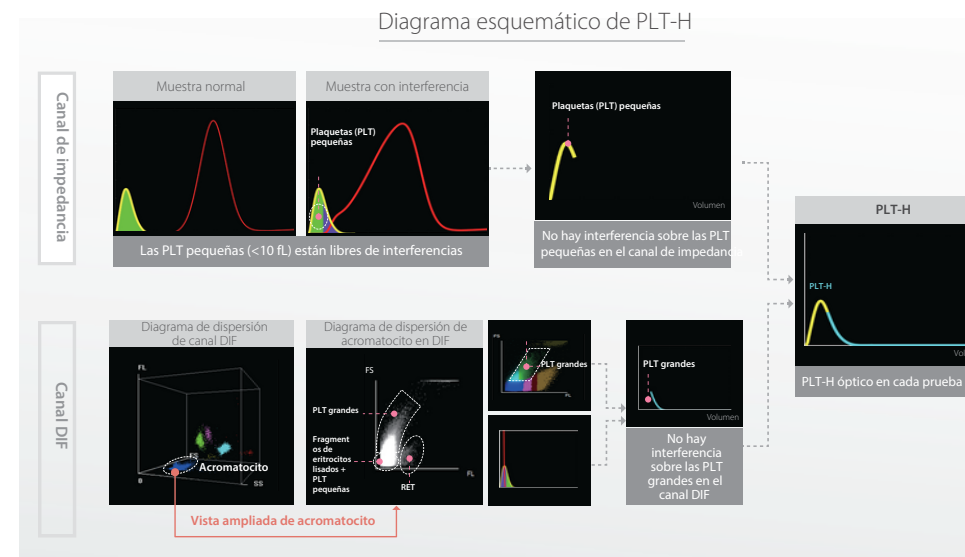 Diagrama esquemático de PLT-H
Canal de impedancia
Muestra normal
Muestra con interferencia
Plaquetas (PLT)
pequeñas
Las PLT pequeñas (<10 fL) están libres de interferencias
Plaquetas (PLT) pequeñas
Volumen
No hay interferencia sobre las PLT
pequeñas en el canal de impedanci
PLT-H
PLT-H
Vol
PLT-H óptico en cada prueba
Canal DIF
Diagrama de dispersión
de canal DIF
FL
FS
Acromatocito
0
SS
Diagrama de dispersión de
acromatocito en DIF
FS
PLT grandes
Fragment
os de
eritrocitos
lisados +
PLT
pequeñas
RET
FL
FS
PLT grandes
FL
PLT grandes
Volumen
No hay
interferencia
sobre las PLT
grandes en el
canal DIF
Vista ampliada de acromatocito